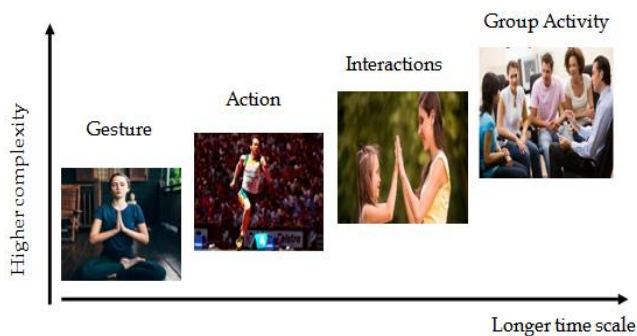 Group Activity
Interactions
Action
Gesture
Higher complexity
Longer time scale